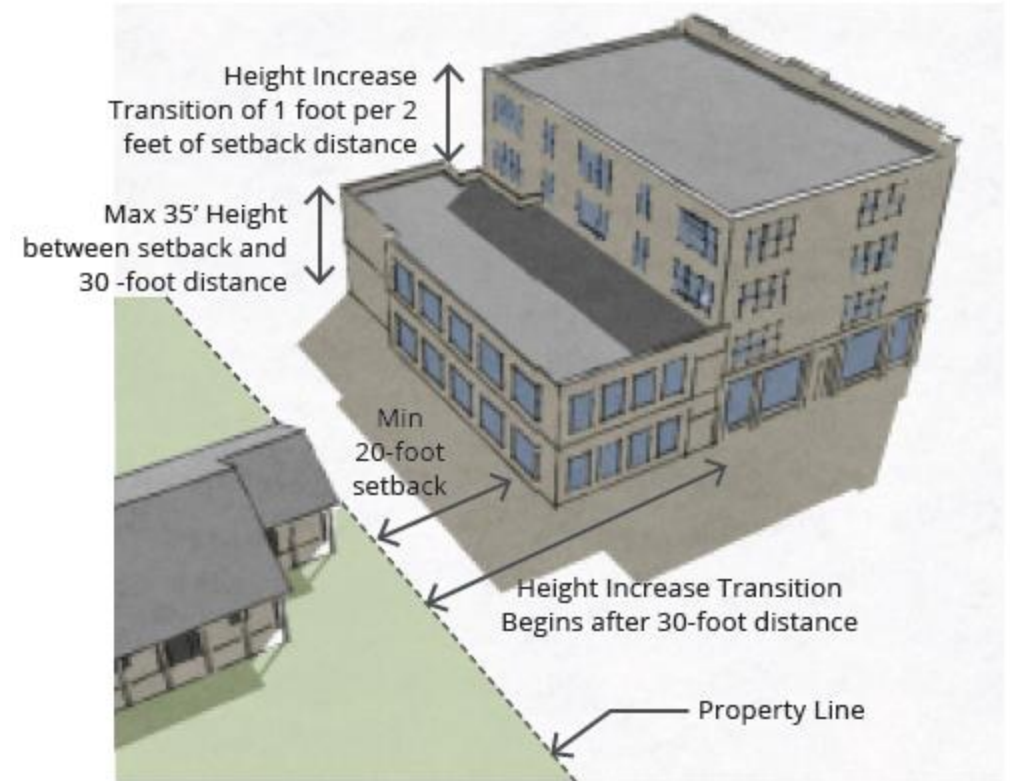 Height Increase
Transition of 1 foot per 2
feet of setback distance
Max 35' Height
between setback and
30 -foot distance
Min
20-foot
setback
Height Increase Transition
Begins after 30-foot distance
Property Line